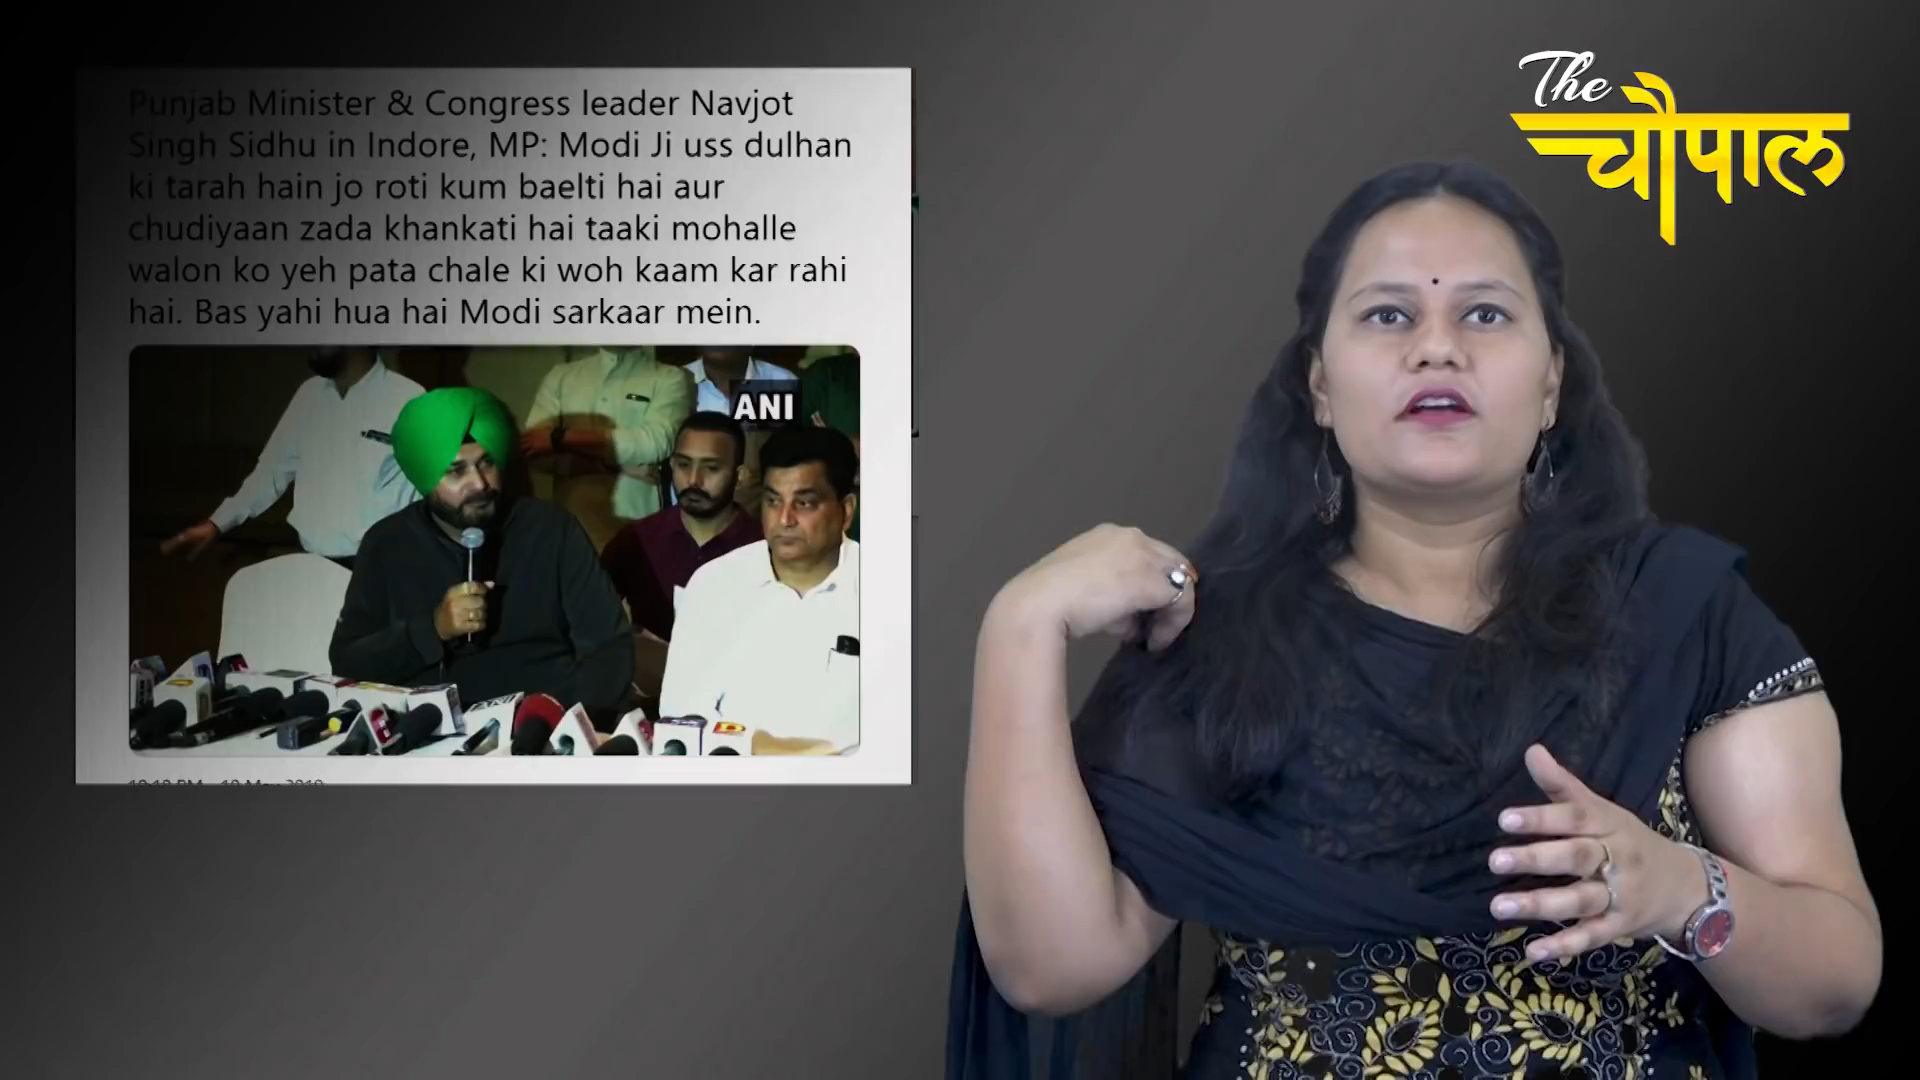 Punjab Minister & Congress leader Navjot
Singh Sidhu in Indore, MP: Modi Ji uss dulhan
ki tarah hain jo roti kum baelti hai aur
chudiyaan zada khankati hai taaki mohalle
walon ko yeh pata chale ki woh kaam kar rahi
hai. Bas yahi hua hai Modi sarkaar mein.
ANI
ANI
The
चौपाल